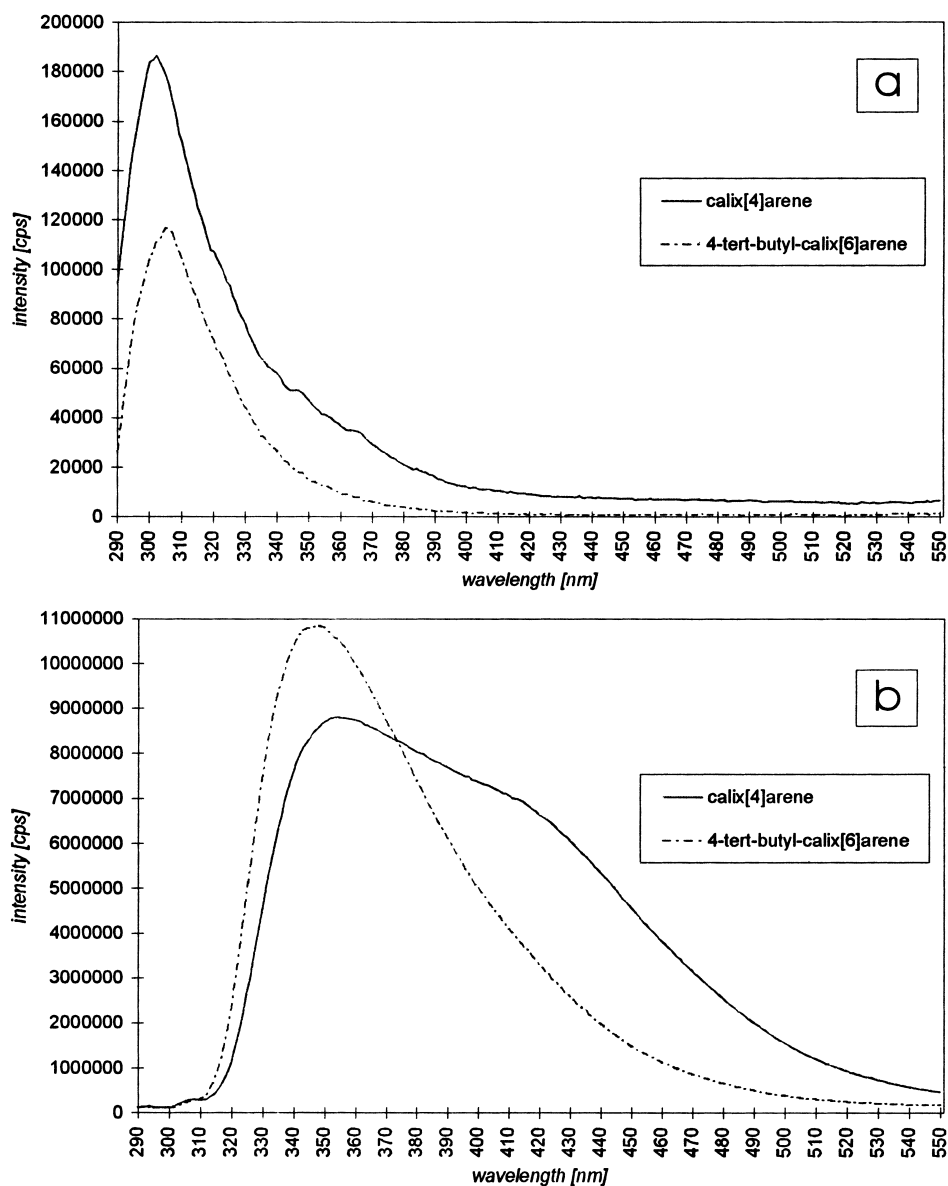 200000
180000
160000
140000
120000
100000
80000
60000
40000
20000
0
intensity [cps]
a
calix[4]arene
4-tert-butyl-calix[6]arene
290 300 310 320 330 340 350 360 370 380 390 400 410 420 430 440 450 460 470 480 490 500 510 520 530 540 550
wavelength [nm]
11000000
10000000
9000000
8000000
7000000
6000000
5000000
4000000
3000000
2000000
1000000
0
intensity [cps]
b
calix[4]arene
4-tert-butyl-calix[6]arene
290 300 310 320 330 340 350 360 370 380 390 400 410 420 430 440 450 460 470 480 490 500 510 520 530 540 550
wavelength [nm]